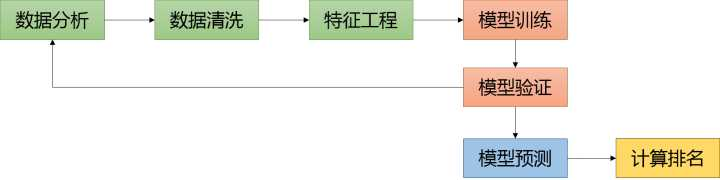 数据分析
数据清洗
特征工程
模型训练
模型验证
模型预测
计算排名